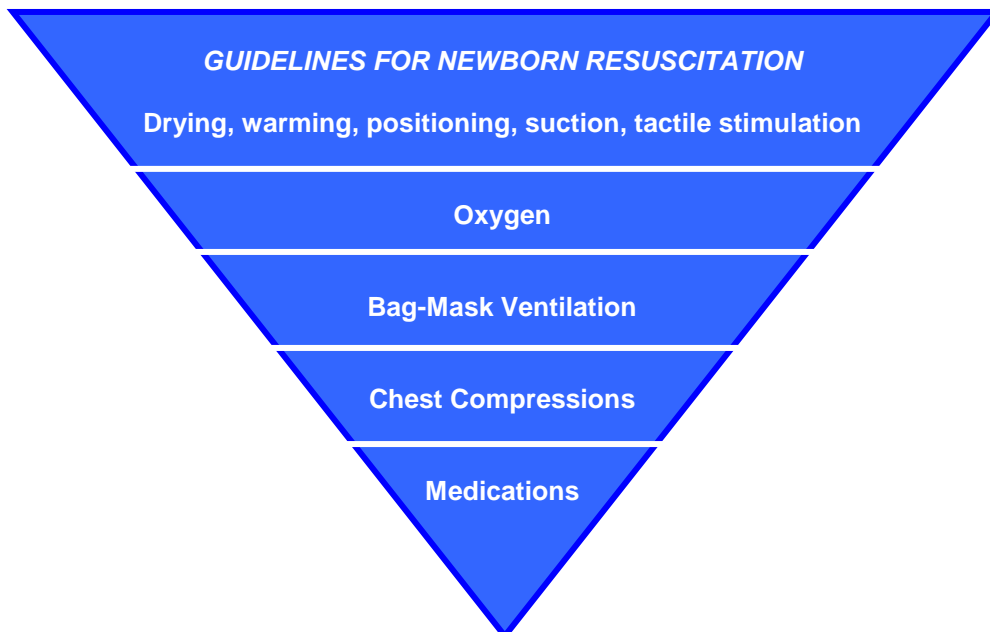 GUIDELINES FOR NEWBORN RESUSCITATION
Drying, warming, positioning, suction, tactile stimulation
Oxygen
Bag-Mask Ventilation
Chest Compressions
Medications